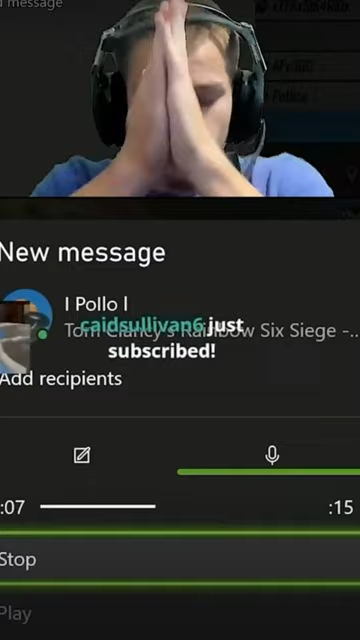 d message
New message
I Pollo I
Tom Clancy's Rainbow Six Siege -...
caidsullivan6 just
subscribed!
Add recipients
:07
:15
Stop
Play